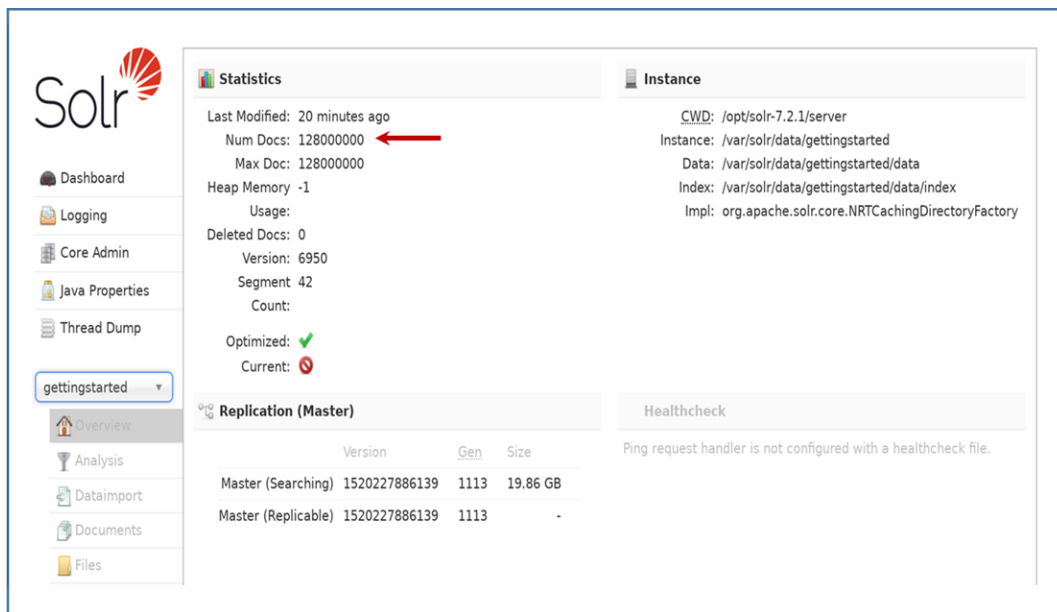 Solr
Dashboard
Logging
Core Admin
Java Properties
Thread Dump
gettingstarted
Overview
Analysis
Dataimport
Documents
Files
Statistics
Last Modified: 20 minutes ago
Num Docs: 128000000
Max Doc: 128000000
Heap Memory -1
Usage:
Deleted Docs: 0
Version: 6950
Segment 42
Count:
Optimized:
Current:
Instance
CWD: /opt/solr-7.2.1/server
Instance: /var/solr/data/gettingstarted
Data: /var/solr/data/gettingstarted/data
Index: /var/solr/data/gettingstarted/data/index
Impl: org.apache.solr.core.NRTCachingDirectoryFactory
Replication (Master)
Version Gen Size
Master (Searching) 1520227886139 1113 19.86 GB
Master (Replicable) 1520227886139 1113 -
Healthcheck
Ping request handler is not configured with a healthcheck file.